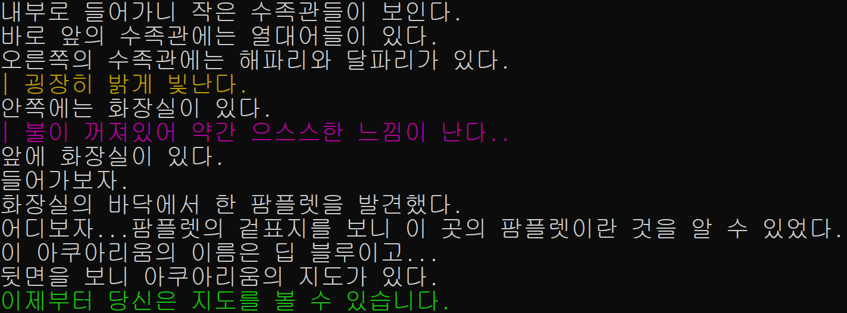 내부로 들어가니 작은 수족관들이 보인다.
바로 앞의 수족관에는 열대어들이 있다.
오른쪽의 수족관에는 해파리와 달파리가 있다.
| 굉장히 밝게 빛난다.
안쪽에는 화장실이 있다.
| 불이 꺼져있어 약간 으스스한 느낌이 난다..
앞에 화장실이 있다.
들어가보자.
화장실의 바닥에서 한 팜플렛을 발견했다.
어디보자...팜플렛의 겉표지를 보니 이 곳의 팜플렛이란 것을 알 수 있었다.
이 아쿠아리움의 이름은 딥 블루이고...
뒷면을 보니 아쿠아리움의 지도가 있다.
이제부터 당신은 지도를 볼 수 있습니다.